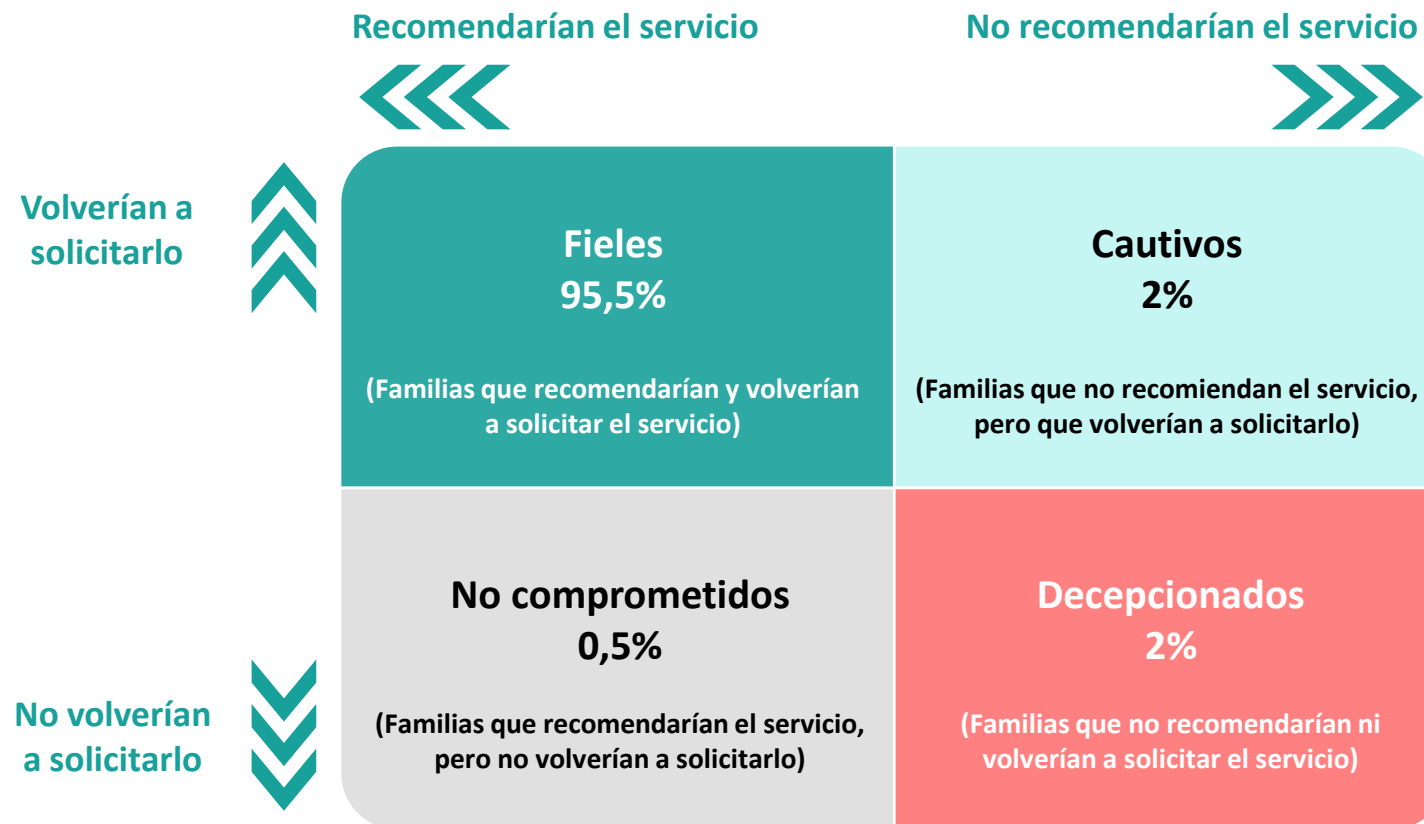 Recomendarían el servicio
No recomendarían el servicio
Volverían a
solicitarlo
Fieles
95,5%
(Familias que recomendarían y volverían
a solicitar el servicio)
Cautivos
2%
(Familias que no recomiendan el servicio,
pero que volverían a solicitarlo)
No volverían
a solicitarlo
No comprometidos
0,5%
(Familias que recomendarían el servicio,
pero no volverían a solicitarlo)
Decepcionados
2%
(Familias que no recomendarían ni
volverían a solicitar el servicio)